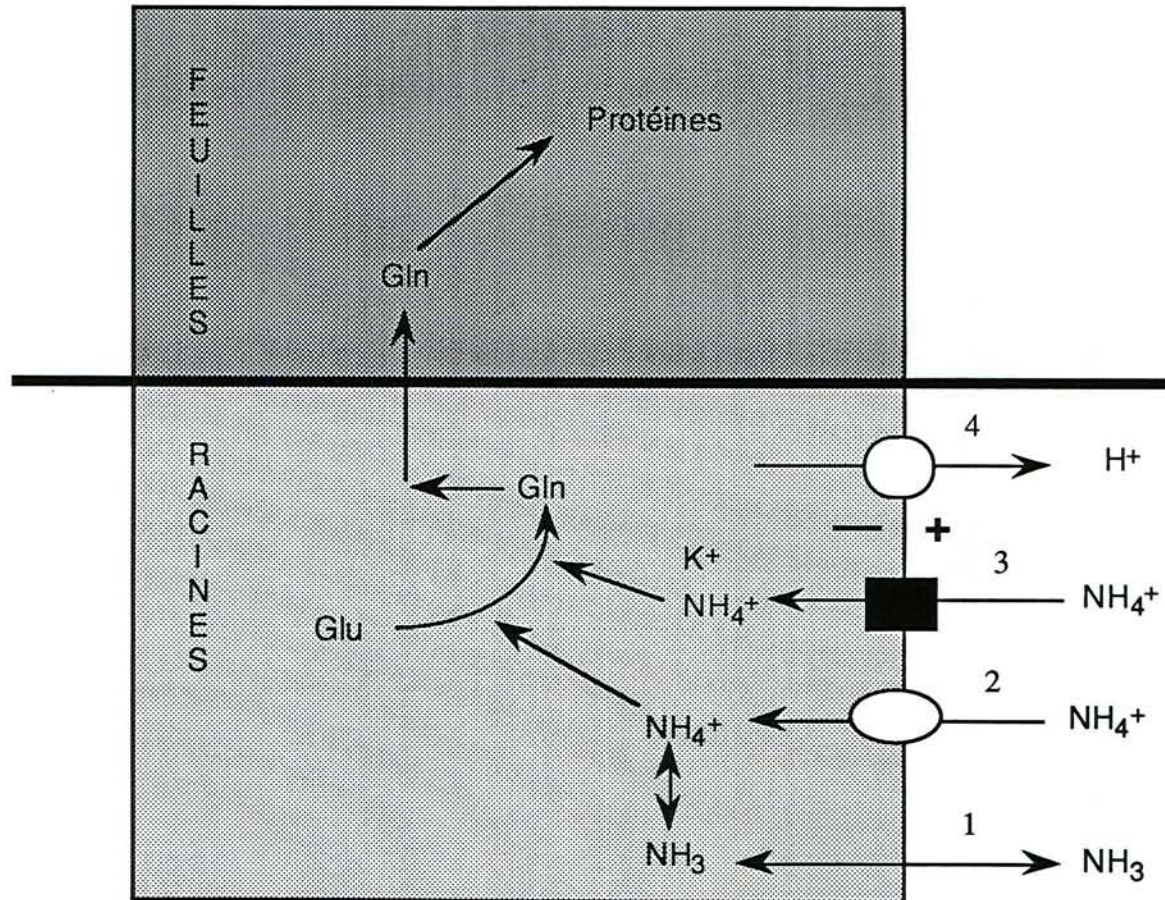 FEUILLES
Protéines
Gln
RACINES
4
H⁺
Gln
− +
K⁺
3
NH₄⁺
NH₄⁺
Glu
2
NH₄⁺
NH₄⁺
1
NH₃
NH₃